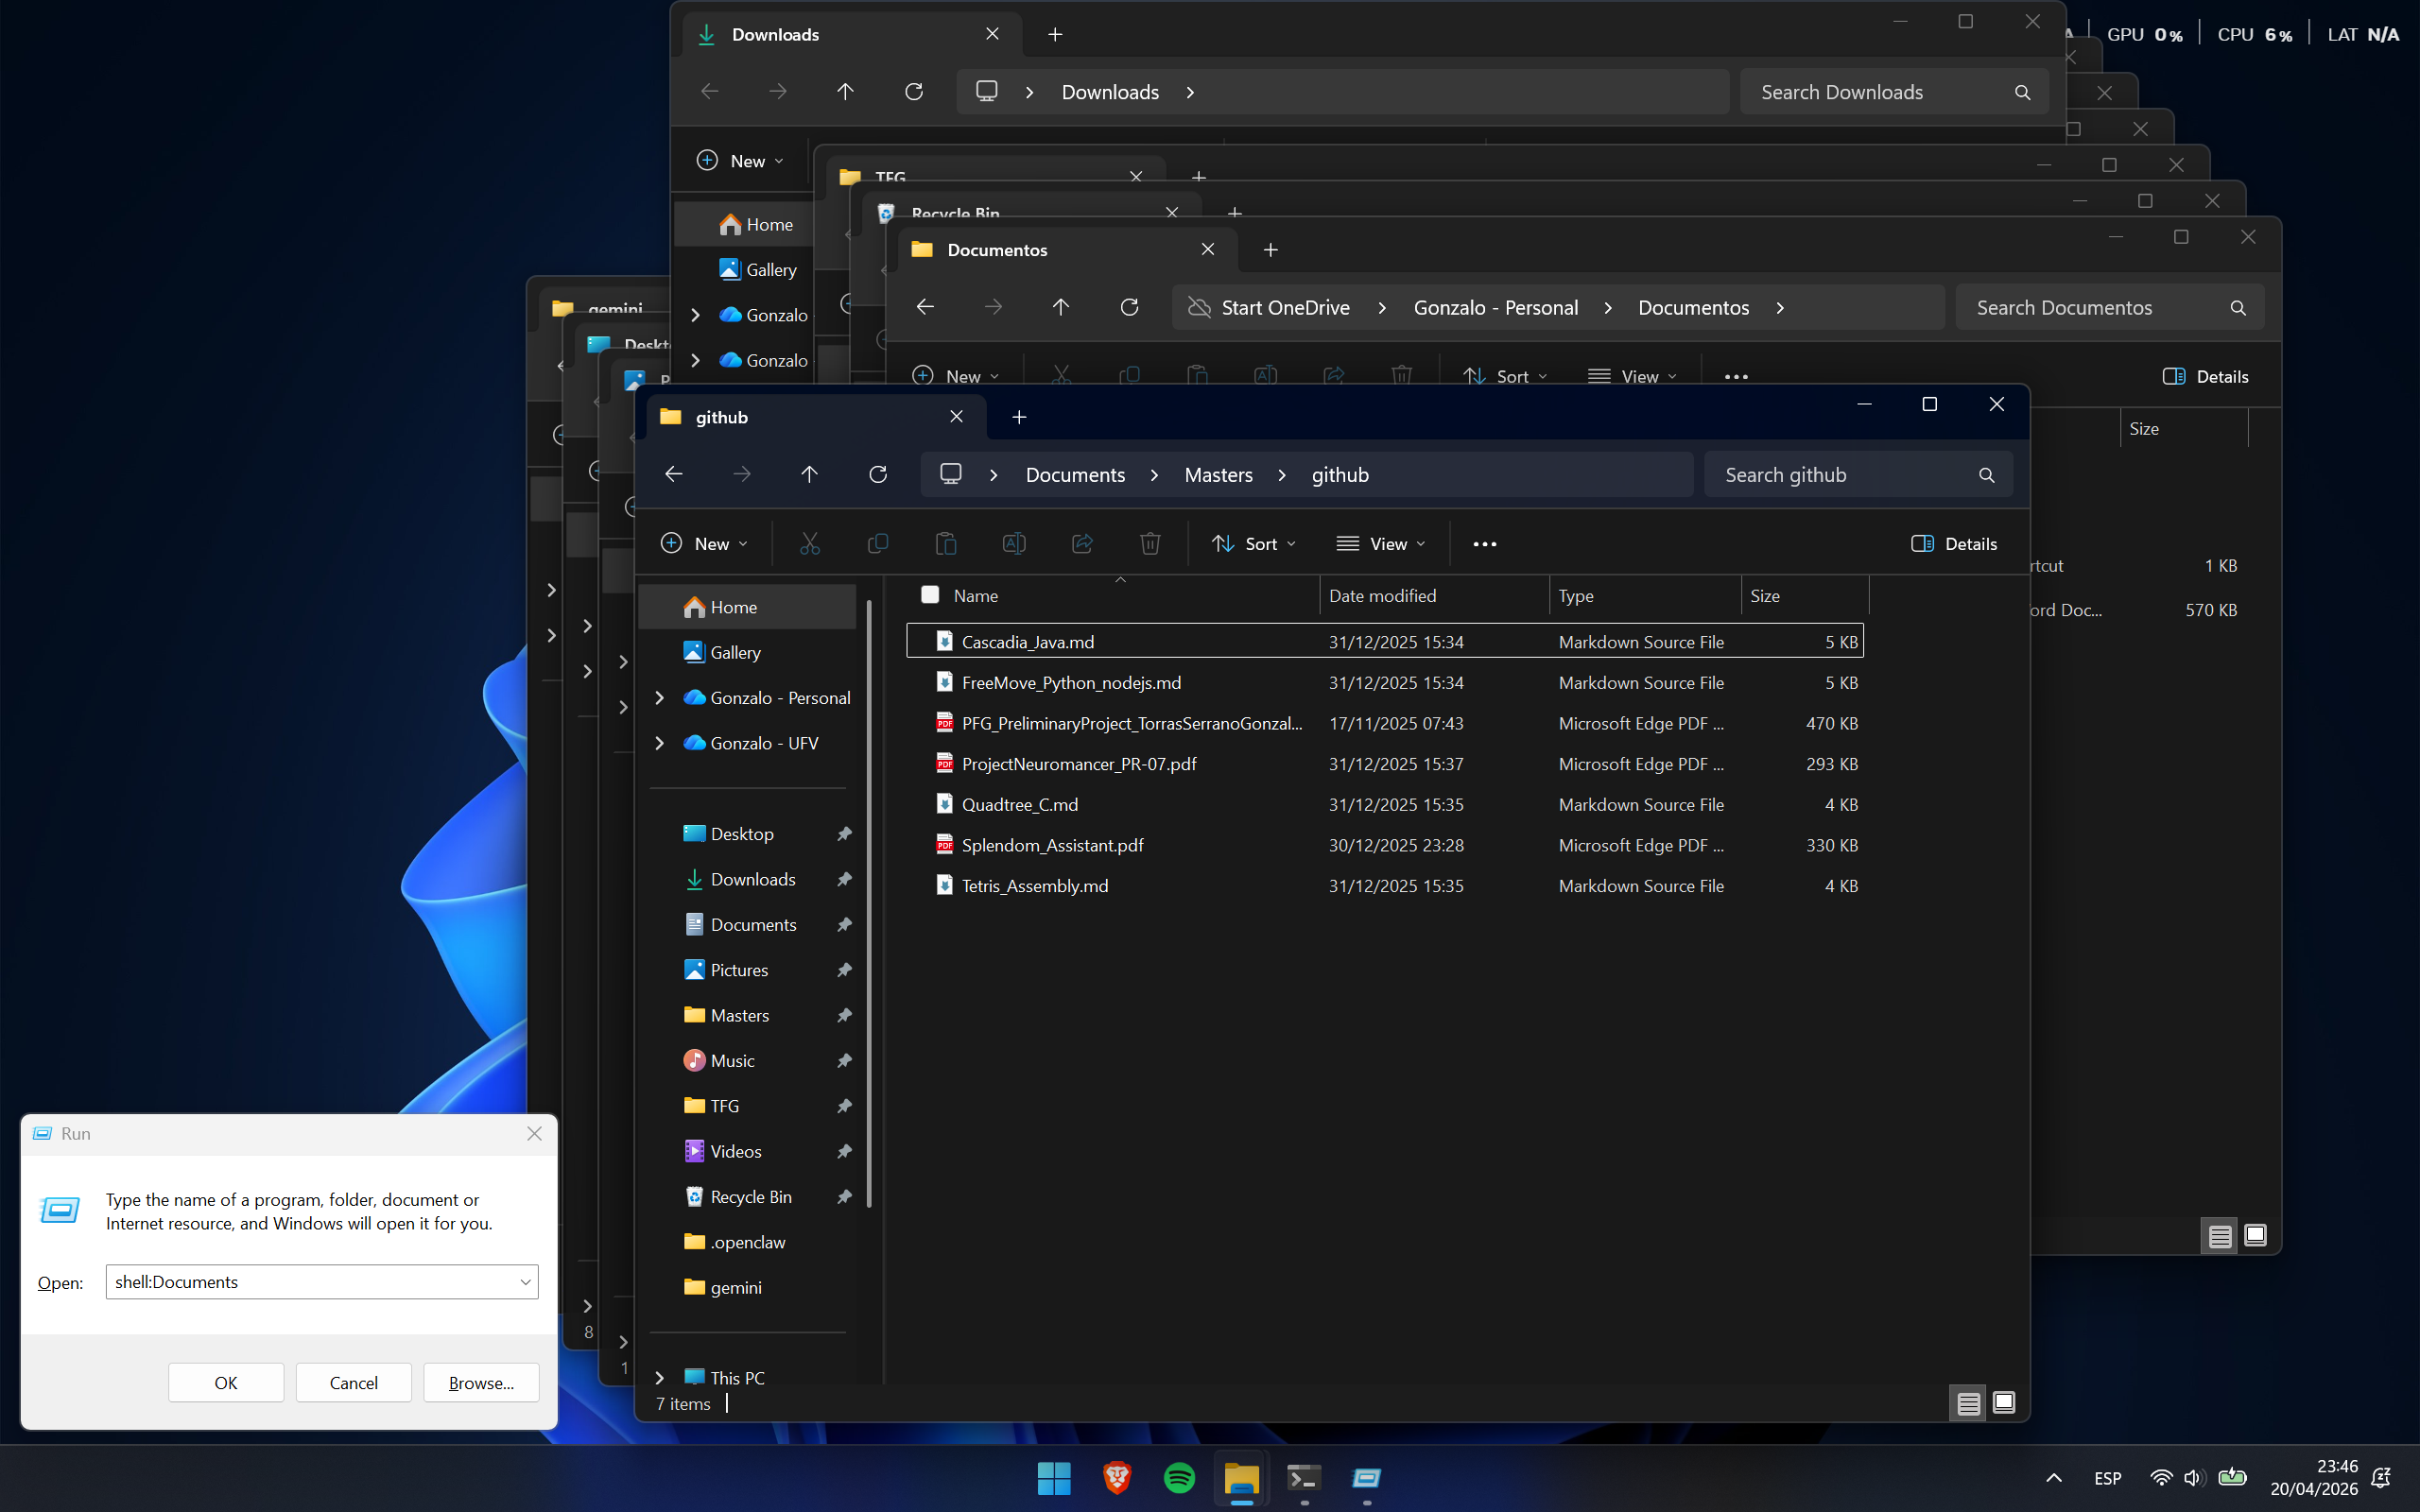 Downloads
GPU 0% CPU 6% LAT N/A
Downloads
Search Downloads
New
TFG
Home
Recycle Bin
Gallery
Documentos
gemini
Gonzalo
Start OneDrive Gonzalo - Personal Documentos
Search Documentos
Gonzalo
New
Sort
View
Details
github
Size
Documents Masters github
Search github
New
Sort
View
Details
Name Date modified Type Size
Cascadia_Java.md 31/12/2025 15:34 Markdown Source File 5 KB
FreeMove_Python_nodejs.md 31/12/2025 15:34 Markdown Source File 5 KB
PFG_PreliminaryProject_TorrasSerranoGonzal... 17/11/2025 07:43 Microsoft Edge PDF ... 470 KB
ProjectNeuromancer_PR-07.pdf 31/12/2025 15:37 Microsoft Edge PDF ... 293 KB
Quadtree_C.md 31/12/2025 15:35 Markdown Source File 4 KB
Splendom_Assistant.pdf 30/12/2025 23:28 Microsoft Edge PDF ... 330 KB
Tetris_Assembly.md 31/12/2025 15:35 Markdown Source File 4 KB
1 KB
Doc... 570 KB
Home
Gallery
Gonzalo - Personal
Gonzalo - UFV
Desktop
Downloads
Documents
Pictures
Masters
Music
TFG
Videos
Recycle Bin
.openclaw
gemini
This PC
7 items
8
1
Run
Type the name of a program, folder, document or
Internet resource, and Windows will open it for you.
Open: shell:Documents
OK Cancel Browse...
ESP
23:46
20/04/2026